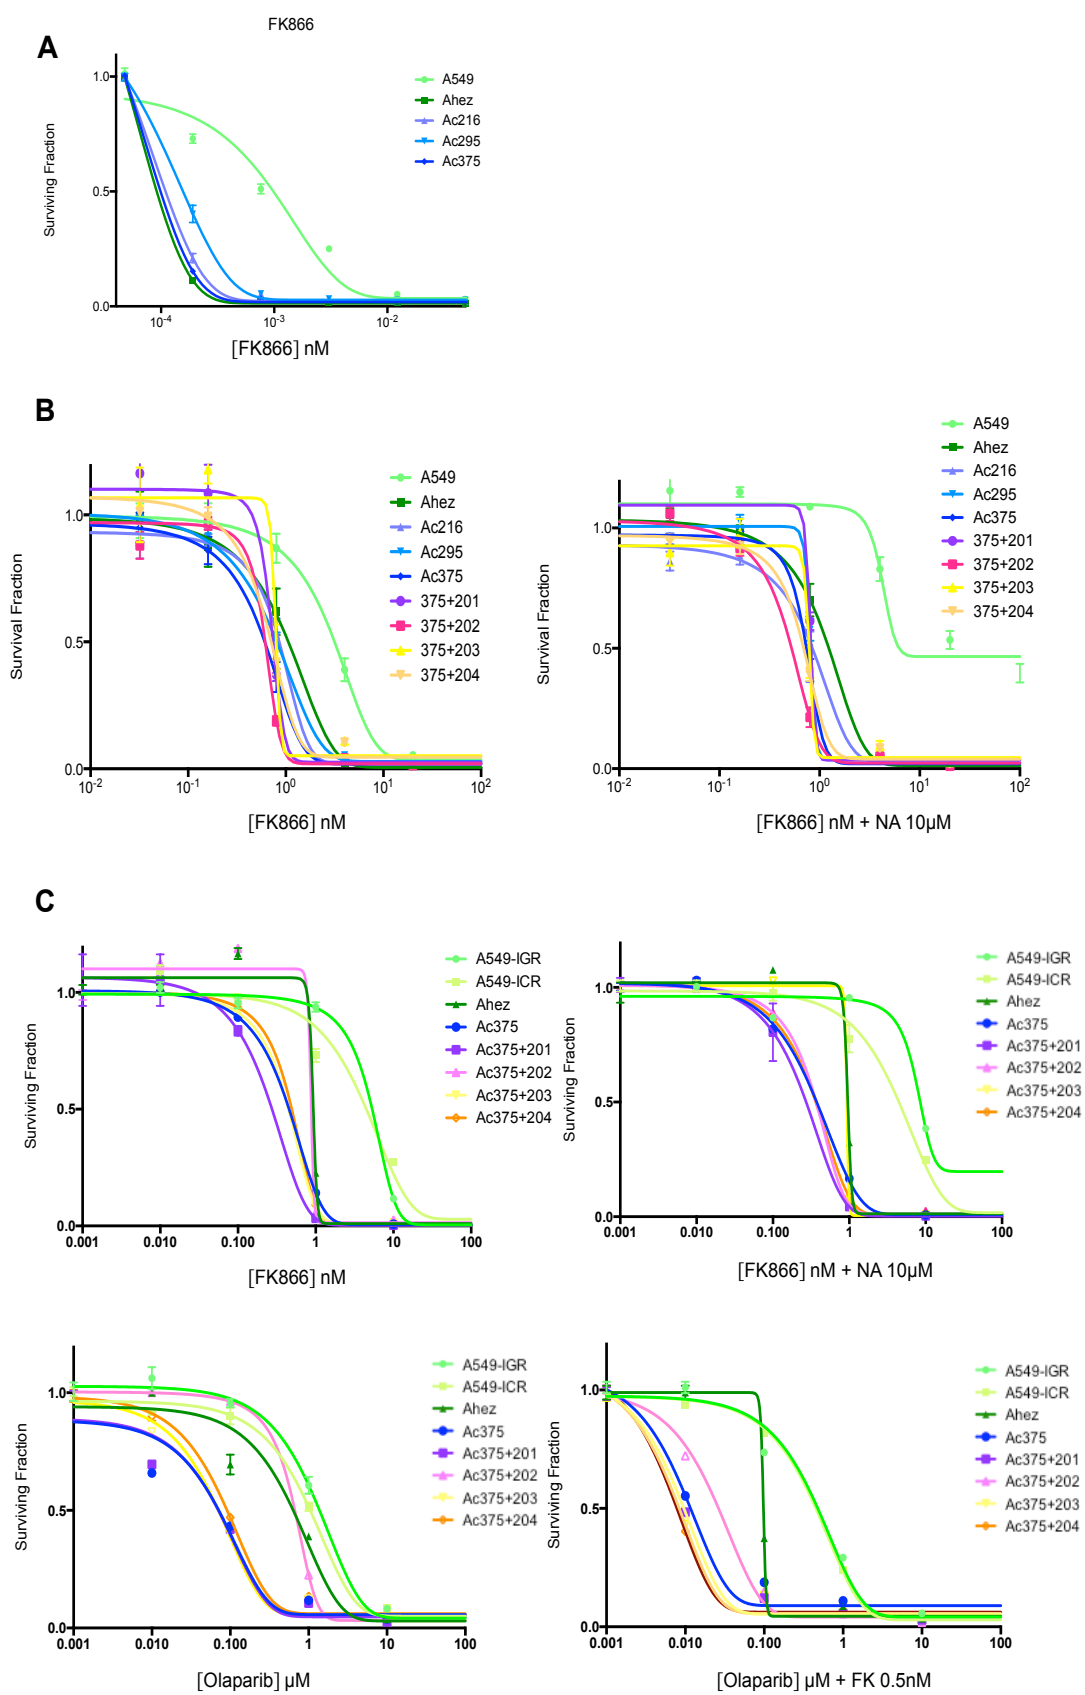 FK866
A
Surviving Fraction
1.0
0.5
0.0
10-4
10-3
10-2
[FK866] nM
A549
Ahez
Ac216
Ac295
Ac375
B
Survival Fraction
1.0
0.5
0.0
10-2
10-1
100
101
102
[FK866] nM
A549
Ahez
Ac216
Ac295
Ac375
375+201
375+202
375+203
375+204
Survival Fraction
1.0
0.5
0.0
10-2
10-1
100
101
102
[FK866] nM + NA 10µM
A549
Ahez
Ac216
Ac295
Ac375
375+201
375+202
375+203
375+204
C
Surviving Fraction
1.0
0.5
0.0
0.001
0.010
0.100
1
10
100
[FK866] nM
A549-IGR
A549-ICR
Ahez
Ac375
Ac375+201
Ac375+202
Ac375+203
Ac375+204
Surviving Fraction
1.0
0.5
0.0
0.001
0.010
0.100
1
10
100
[FK866] nM + NA 10µM
A549-IGR
A549-ICR
Ahez
Ac375
Ac375+201
Ac375+202
Ac375+203
Ac375+204
Surviving Fraction
1.0
0.5
0.0
0.001
0.010
0.100
1
10
100
[Olaparib] µM
A549-IGR
A549-ICR
Ahez
Ac375
Ac375+201
Ac375+202
Ac375+203
Ac375+204
Surviving Fraction
1.0
0.5
0.0
0.001
0.010
0.100
1
10
100
[Olaparib] µM + FK 0.5nM
A549-IGR
A549-ICR
Ahez
Ac375
Ac375+201
Ac375+202
Ac375+203
Ac375+204